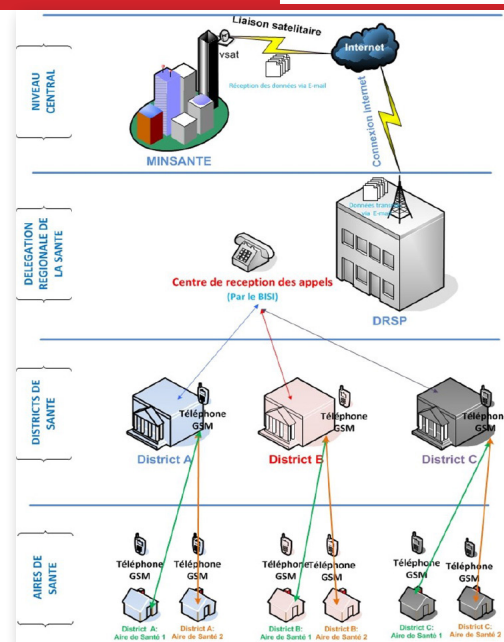 Liaison satelitaire
vsat
Internet
Réception des données via E-mail
NIVEAU
CENTRAL
Connexion internet
MINSANTE
DELEGATION
REGIONALE DE
LA SANTE
Données
via E-mail
Centre de reception des appels
(Par le BISI)
DRSP
DISTRICTS DE
SANTE
Téléphone
GSM
District A
Téléphone
GSM
District B
Téléphone
GSM
District C
AIRES DE
SANTE
Téléphone
GSM
Téléphone
GSM
Téléphone
GSM
Téléphone
GSM
Téléphone
GSM
Téléphone
GSM
District A:
Aire de Santé 1
District A:
Aire de Santé 2
District B:
Aire de Santé 1
District B:
Aire de Santé 2
District C:
Aire de Santé 1
District C:
Aire de Santé 2